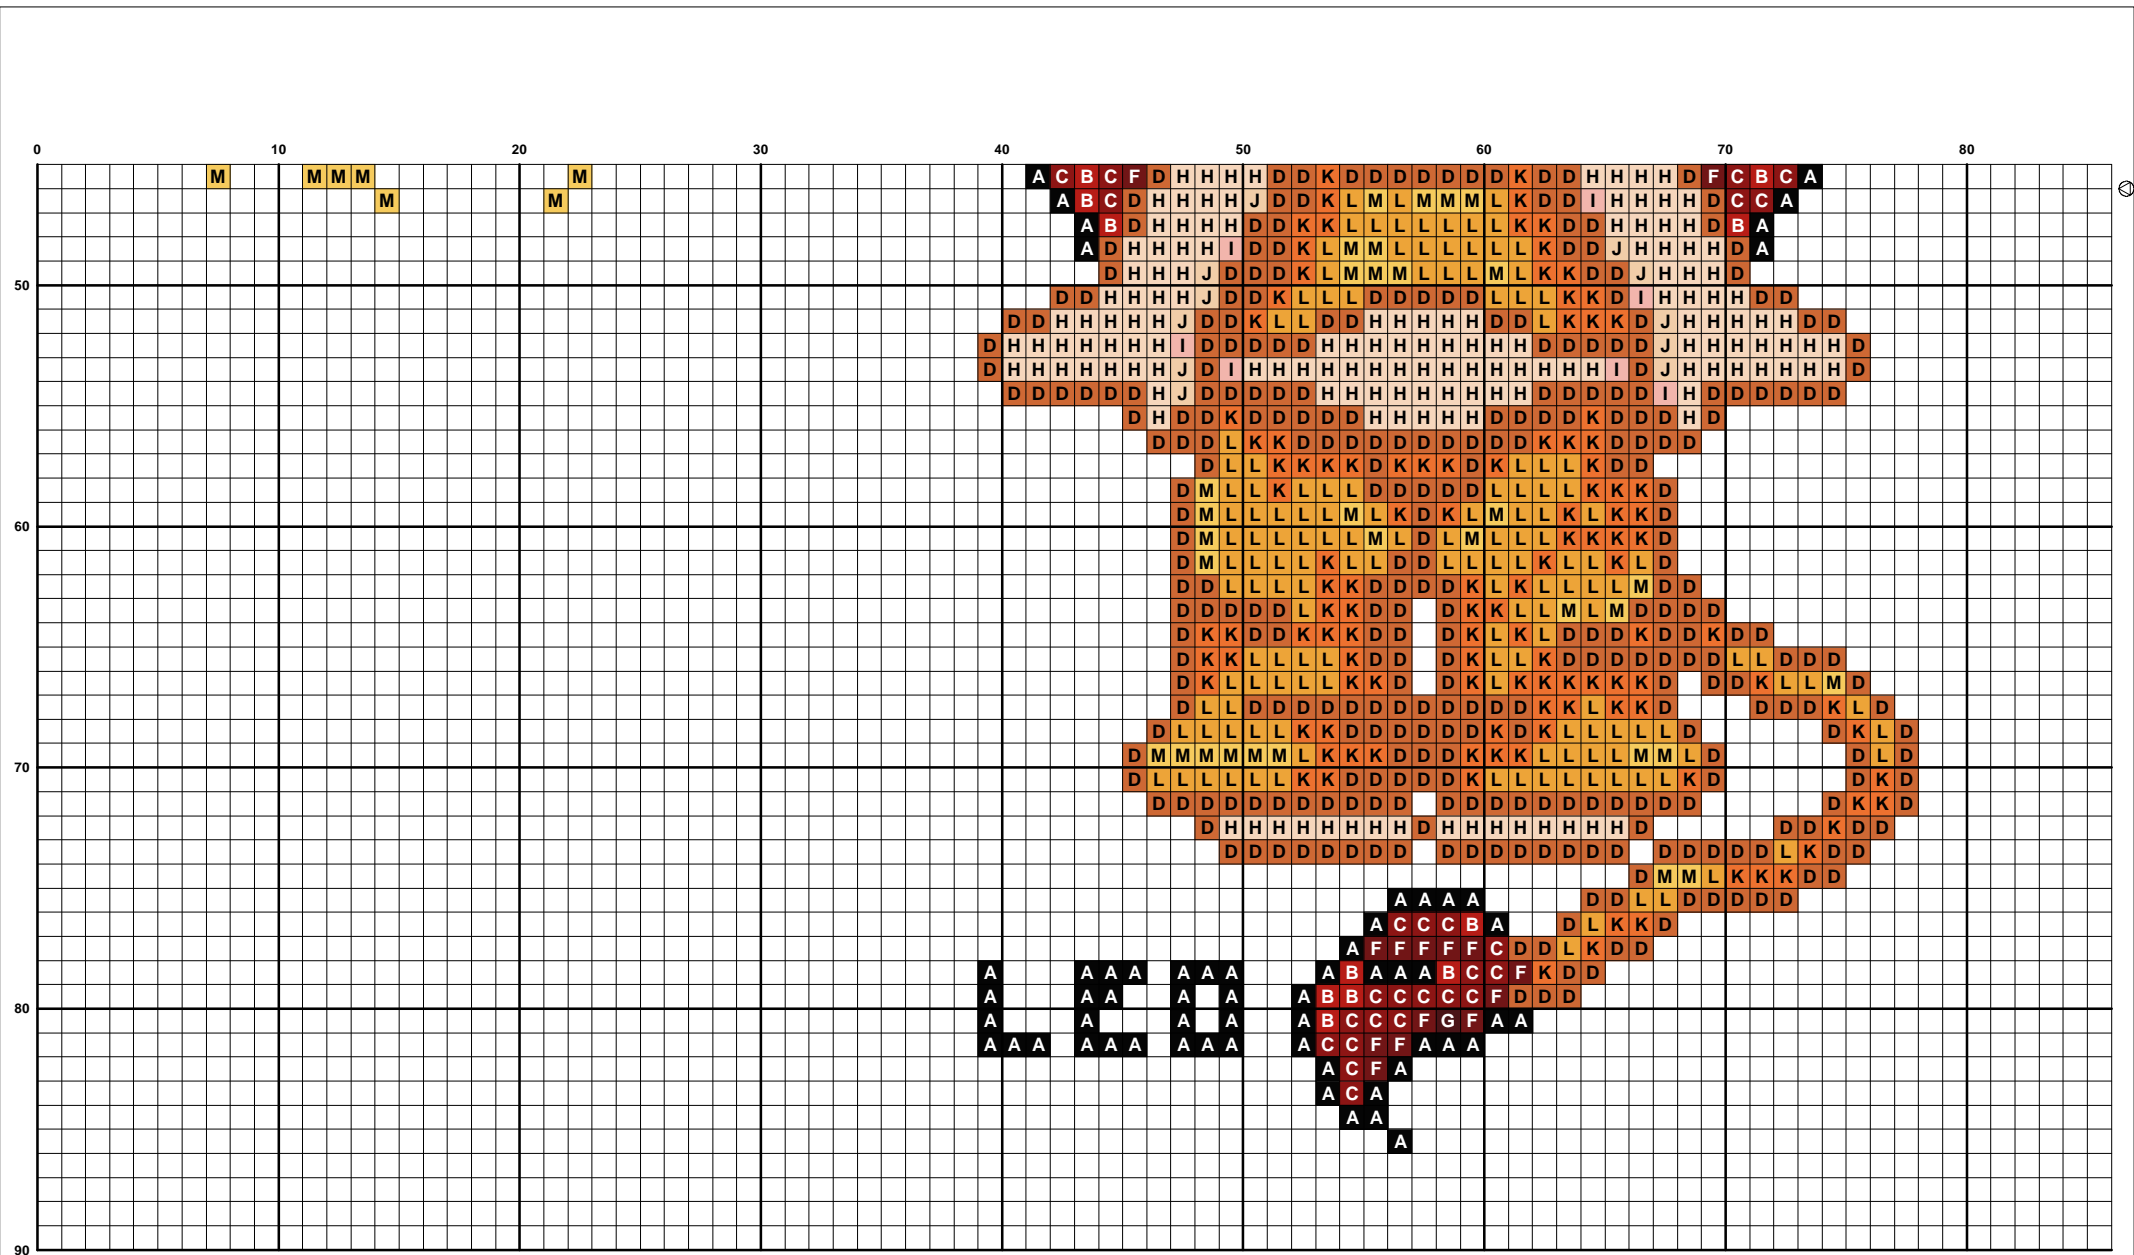 0 10 20 30 40 50 60 70 80
M M M M M A C B C F D H H H H D D K D D D D D D D K D D H H H H D F C B C A
M M A B C D H H H H J D D K L M L M M M L K D D I H H H H D C C A
A B D H H H H D D K K L L L L L L L K K D D H H H H D B A
A D H H H H I D D K L M M L L L L L L K D D J H H H H D A
D H H H J D D D K L M M M L L L M L K K D D J H H H D
50
D D H H H H J D D K L L L D D D D D L L L K K D I H H H H D D
D D H H H H H J D D K L L D D H H H H H D D L K K K D J H H H H H D D
D H H H H H H H I D D D D D H H H H H H H H H D D D D D J H H H H H H H D
D H H H H H H H J D I H H H H H H H H H H H H H H H I D J H H H H H H H D
D D D D D D H J D D D D D H H H H H H H H H D D D D D I H D D D D D D
D H D D K D D D D D H H H H H D D D D K D D D H D
D D D L K K D D D D D D D D D D K K K D D D D
D L L K K K K D K K K D K L L L K D D
D M L L K L L L D D D D D L L L L K K K D
D M L L L L L M L K D K L M L L K L K K D
60
D M L L L L L L M L D L M L L L K K K K D
D M L L L L K L L D D L L L L K L L K L D
D D L L L L K K D D D D K L K L L L L M D D
D D D D D L K K D D D K K L L M L M D D D D
D K K D D K K K D D D K L K L D D D K D D K D D
D K K L L L L K D D D K L L K D D D D D D D L L D D D
D K L L L L L K K D D K L K K K K K K D D D K L L M D
D L L D D D D D D D D D D D D K K L K K D D D D K L D
D L L L L L K K D D D D D D K D K L L L L L D D K L D
D M M M M M M L K K K D D D K K K L L L L M M L D D L D
70
D L L L L L L K K D D D D D K L L L L L L L L K D D K D
D D D D D D D D D D D D D D D D D D D D D D D K K D
D H H H H H H H H D H H H H H H H H D D D K D D
D D D D D D D D D D D D D D D D D D D D D L K D D
D M M L K K K D D
A A A A D D L L D D D D D
A C C C B A D L K K D
A F F F F F C D D L K D D
A A A A A A A A B A A A B C C F K D D
A A A A A A B B C C C C C F D D D
80
A A A A A B C C C F G F A A
A A A A A A A A A A C C F F A A A
A C F A
A C A
A A
A
90